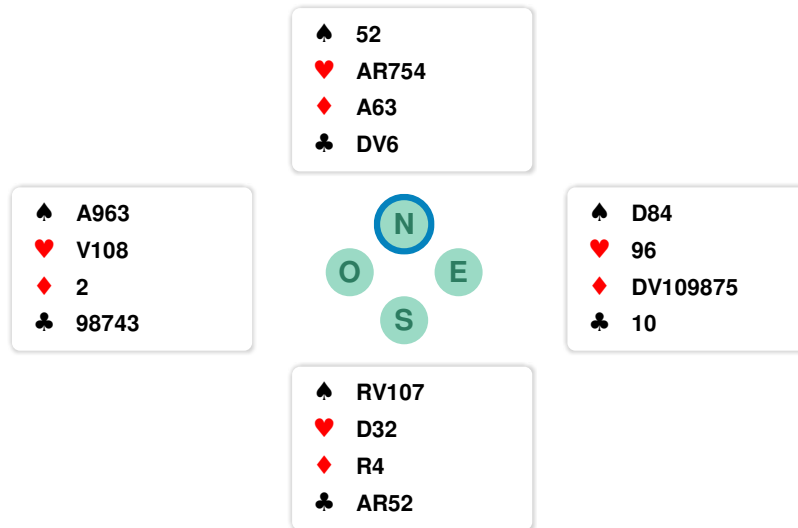 ♠ 52
♥ AR754
♦ A63
♣ DV6
♠ A963
♥ V108
♦ 2
♣ 98743
N
O E
S
♠ D84
♥ 96
♦ DV109875
♣ 10
♠ RV107
♥ D32
♦ R4
♣ AR52